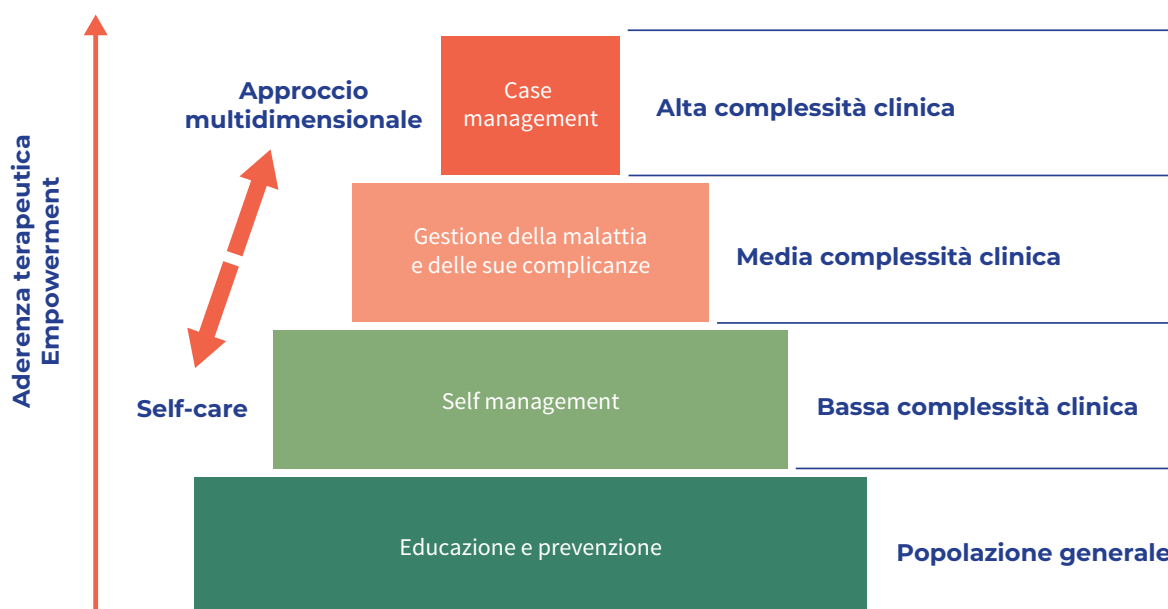 Aderenza terapeutica
Empowerment
Approccio
multidimensionale
Self-care
Case
management
Alta complessità clinica
Gestione della malattia
e delle sue complicanze
Media complessità clinica
Self management
Bassa complessità clinica
Educazione e prevenzione
Popolazione generale